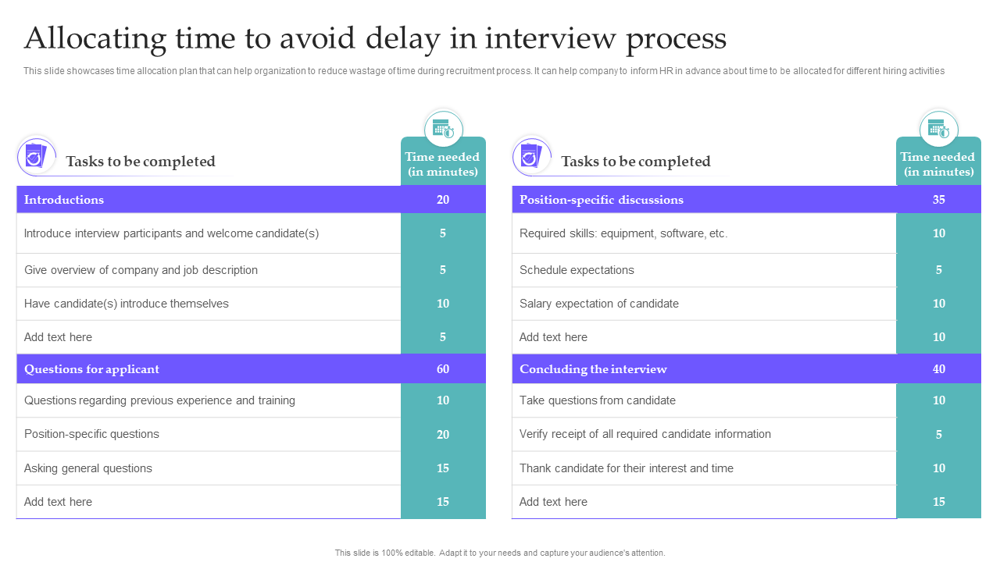 Allocating time to avoid delay in interview process
This slide showcases time allocation plan that can help organization to reduce wastage of time during recruitment process. It can help company to inform HR in advance about time to be allocated for different hiring activities
Tasks to be completed
Time needed
(in minutes)
Introductions 20
Introduce interview participants and welcome candidate(s) 5
Give overview of company and job description 5
Have candidate(s) introduce themselves 10
Add text here 5
Questions for applicant 60
Questions regarding previous experience and training 10
Position-specific questions 20
Asking general questions 15
Add text here 15
Tasks to be completed
Time needed
(in minutes)
Position-specific discussions 35
Required skills: equipment, software, etc. 10
Schedule expectations 5
Salary expectation of candidate 10
Add text here 10
Concluding the interview 40
Take questions from candidate 10
Verify receipt of all required candidate information 5
Thank candidate for their interest and time 10
Add text here 15
This slide is 100% editable. Adapt it to your needs and capture your audience's attention.